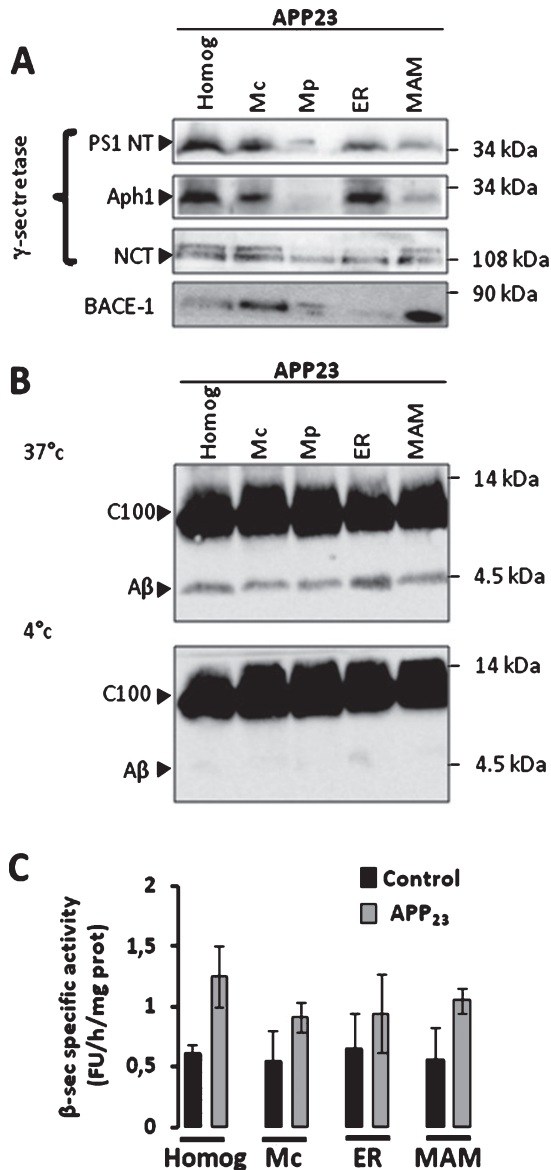 APP23
A
Homog Mc Mp ER MAM
γ-sectretase
PS1 NT 34 kDa
Aph1 34 kDa
NCT 108 kDa
BACE-1 90 kDa
B
APP23
Homog Mc Mp ER MAM
37°c
C100 14 kDa
Aβ 4.5 kDa
4°c
C100 14 kDa
Aβ 4.5 kDa
C
Control
APP23
β-sec specific activity
(FU/h/mg prot)
2
1,5
1
0,5
0
Homog Mc ER MAM